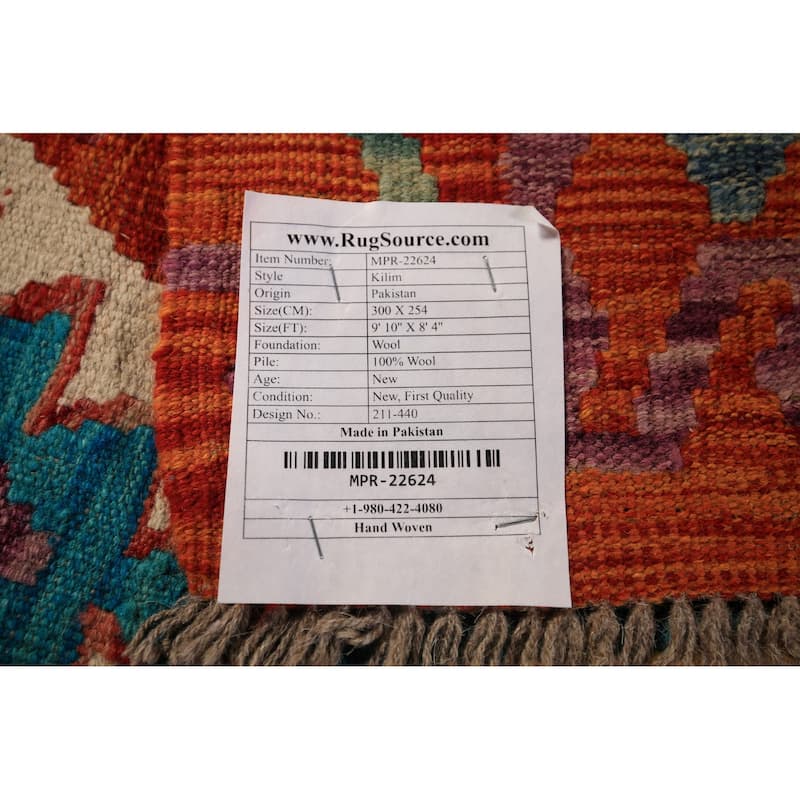 www.RugSource.com
Item Number: MPR-22624
Style Kilim
Origin Pakistan
Size(CM): 300 X 254
Size(FT): 9' 10" X 8' 4"
Foundation: Wool
Pile: 100% Wool
Age: New
Condition: New, First Quality
Design No.: 211-440
Made in Pakistan
MPR-22624
+1-980-422-4080
Hand Woven